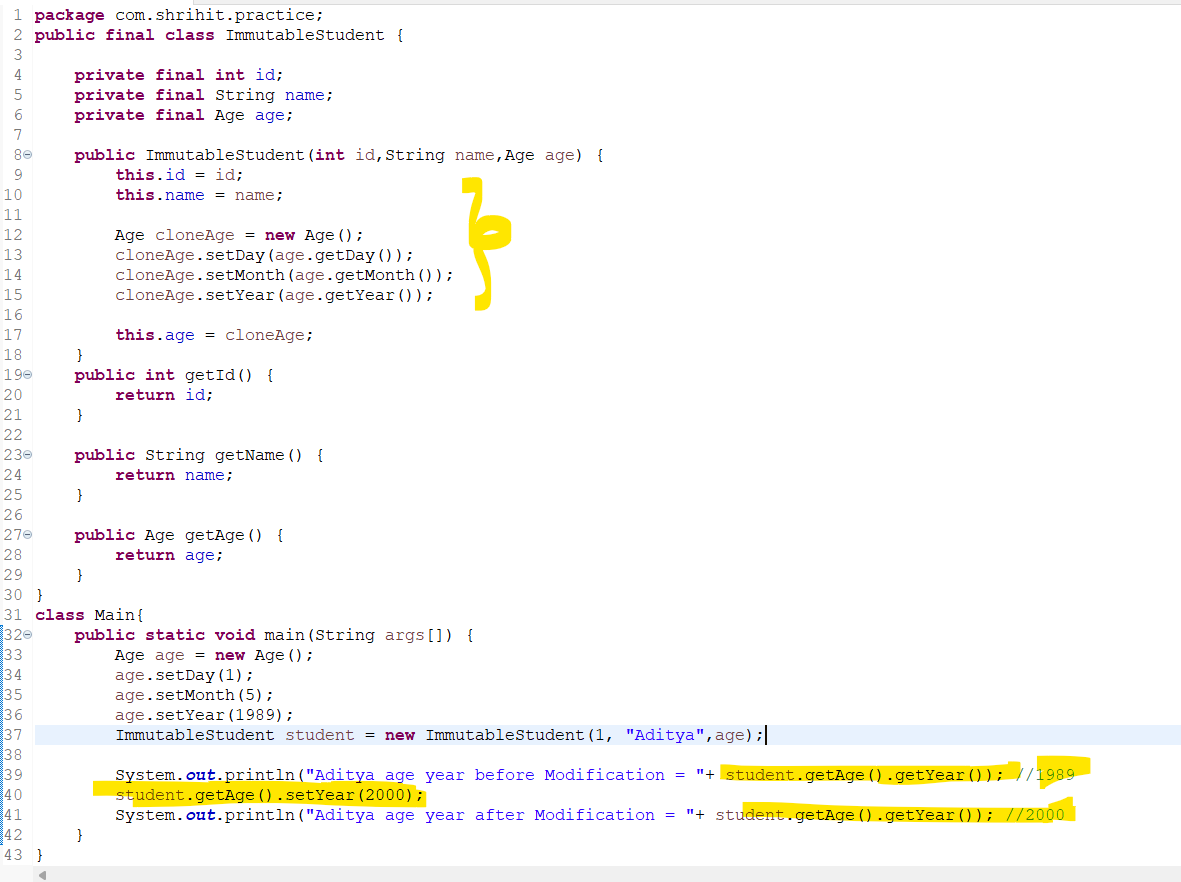 1 package com.shrihit.practice;
2 public final class ImmutableStudent {
3
4 private final int id;
5 private final String name;
6 private final Age age;
7
8 public ImmutableStudent(int id,String name,Age age) {
9 this.id = id;
10 this.name = name;
11
12 Age cloneAge = new Age();
13 cloneAge.setDay(age.getDay());
14 cloneAge.setMonth(age.getMonth());
15 cloneAge.setYear(age.getYear());
16
17 this.age = cloneAge;
18 }
19 public int getId() {
20 return id;
21 }
22
23 public String getName() {
24 return name;
25 }
26
27 public Age getAge() {
28 return age;
29 }
30 }
31 class Main{
32 public static void main(String args[]) {
33 Age age = new Age();
34 age.setDay(1);
35 age.setMonth(5);
36 age.setYear(1989);
37 ImmutableStudent student = new ImmutableStudent(1, "Aditya",age);
38
39 System.out.println("Aditya age year before Modification = "+ student.getAge().getYear()); //1989
40 student.getAge().setYear(2000);
41 System.out.println("Aditya age year after Modification = "+ student.getAge().getYear()); //2000
42 }
43 }